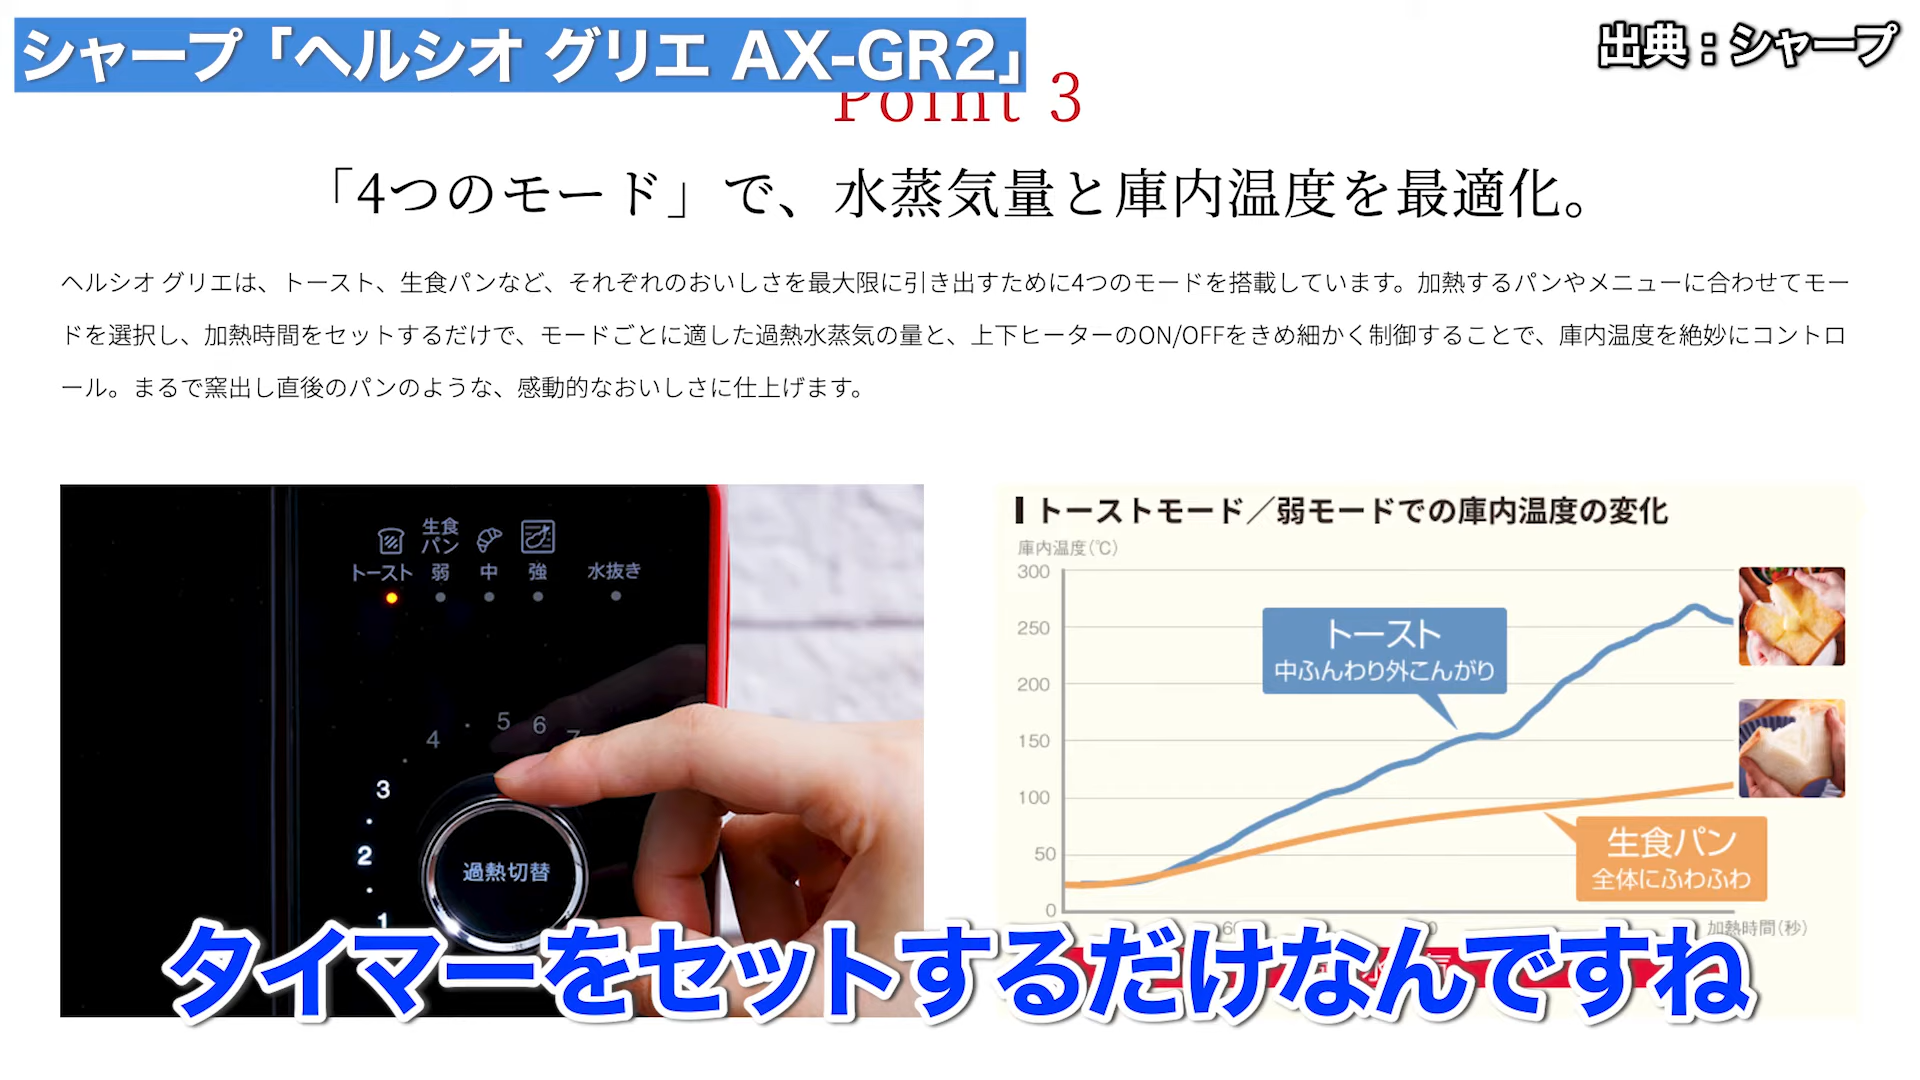 シャープ「ヘルシオ グリエ AX-GR2」
出典：シャープ
Point 3
「4つのモード」で、水蒸気量と庫内温度を最適化。
ヘルシオ グリエは、トースト、生食パンなど、それぞれのおいしさを最大限に引き出すために4つのモードを搭載しています。加熱するパンやメニューに合わせてモー
ドを選択し、加熱時間をセットするだけで、モードごとに適した過熱水蒸気の量と、上下ヒーターのON/OFFをきめ細かく制御することで、庫内温度を絶妙にコントロ
ール。まるで窯出し直後のパンのような、感動的なおいしさに仕上げます。
生食
パン
トースト 弱 中 強 水抜き
4 5 6 7
3
2
1
過熱切替
トーストモード／弱モードでの庫内温度の変化
庫内温度(℃)
300
250
200
150
100
50
0
トースト
中ふんわり外こんがり
生食パン
全体にふわふわ
加熱時間(秒)
タイマーをセットするだけなんですね